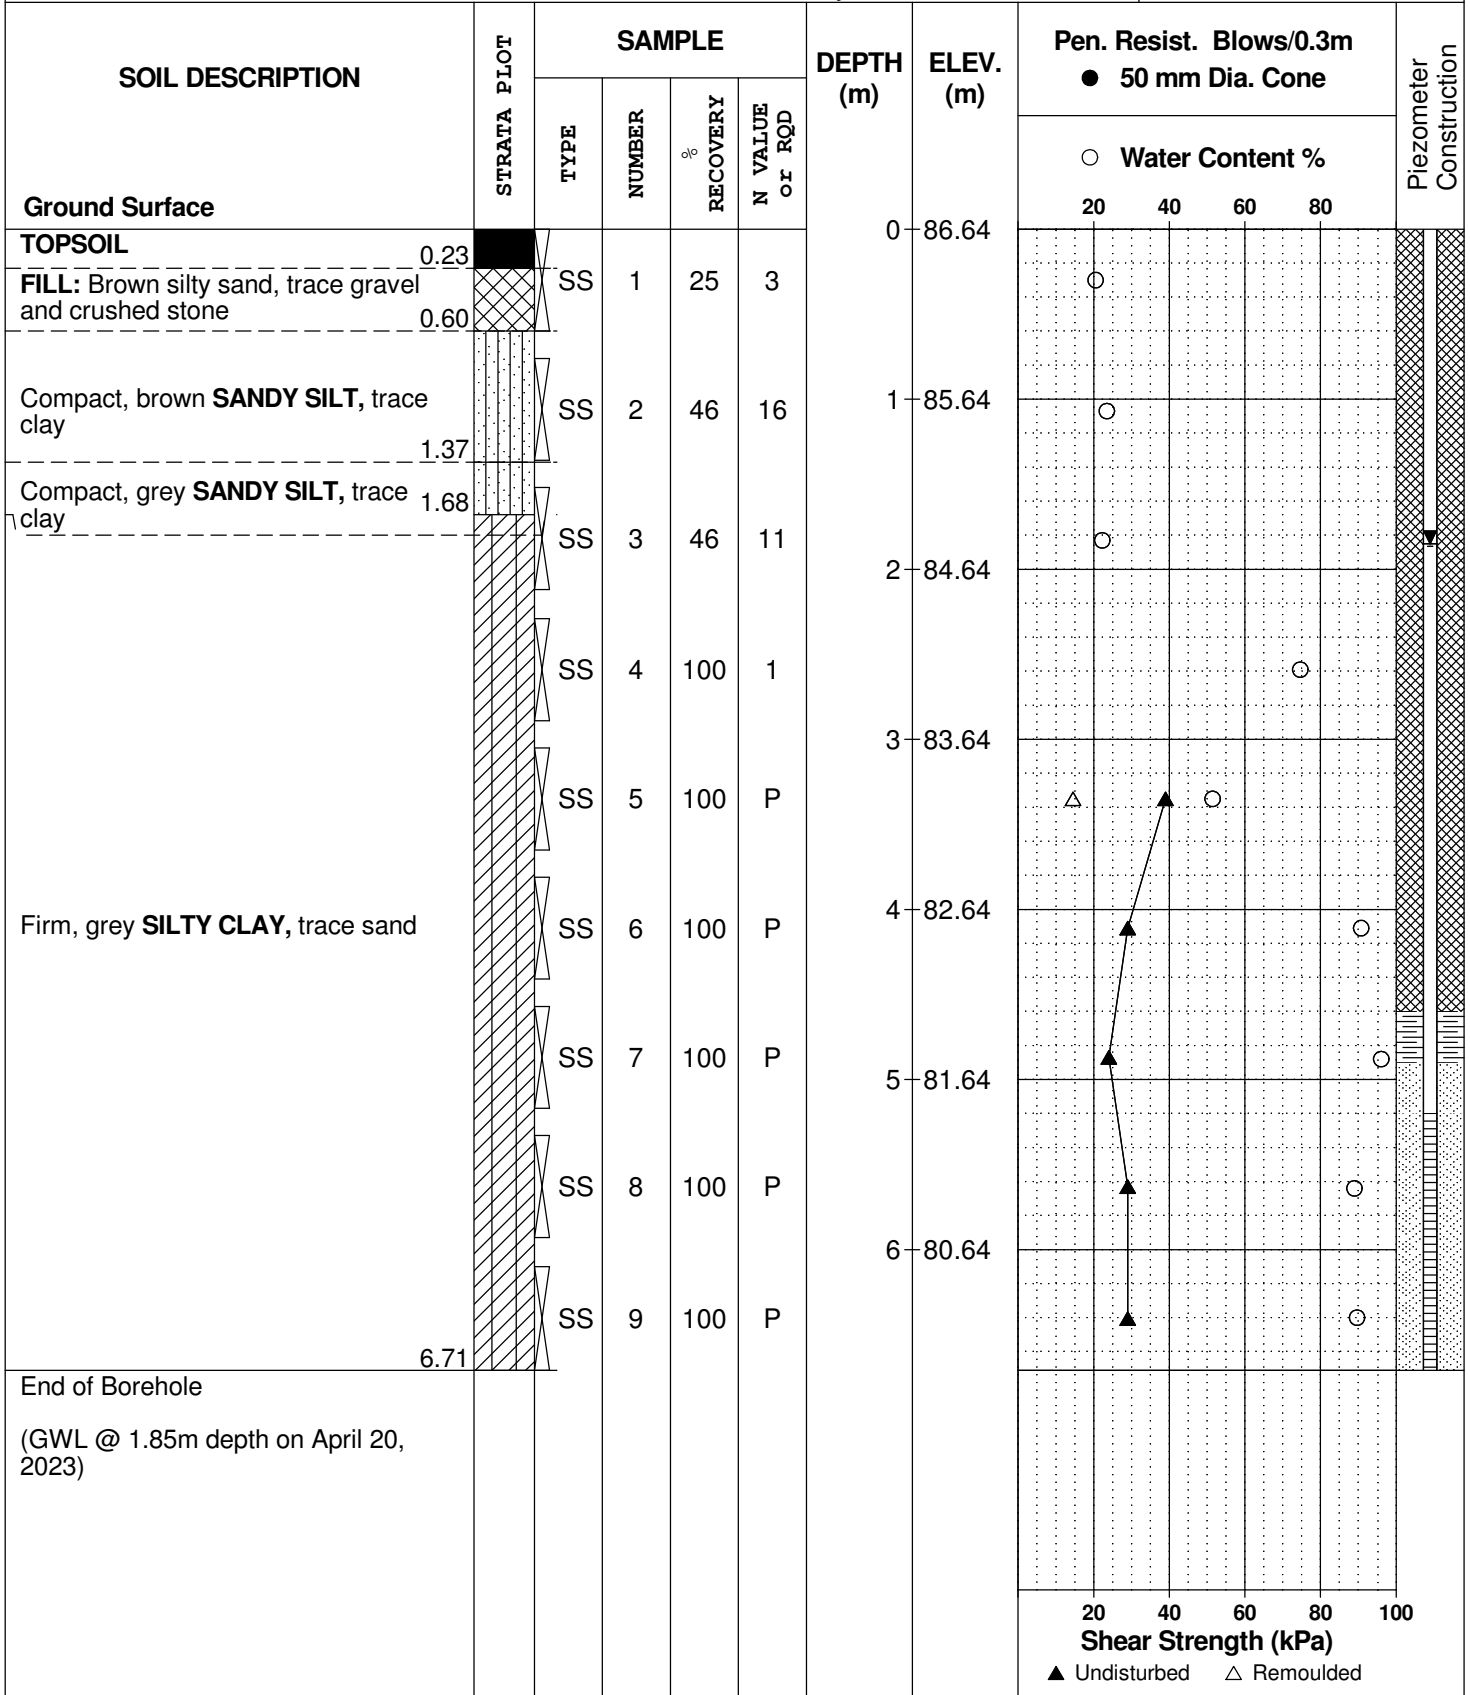 SOIL DESCRIPTION
STRATA PLOT
SAMPLE
TYPE
NUMBER
% RECOVERY
N VALUE or RQD
DEPTH (m)
ELEV. (m)
Pen. Resist. Blows/0.3m
● 50 mm Dia. Cone
○ Water Content %
Piezometer Construction
Ground Surface
20 40 60 80
0 86.64
TOPSOIL
0.23
FILL: Brown silty sand, trace gravel
and crushed stone
0.60
SS 1 25 3
Compact, brown SANDY SILT, trace
clay
1.37
SS 2 46 16
1 85.64
Compact, grey SANDY SILT, trace
clay
1.68
SS 3 46 11
2 84.64
SS 4 100 1
3 83.64
SS 5 100 P
Firm, grey SILTY CLAY, trace sand
SS 6 100 P
4 82.64
SS 7 100 P
5 81.64
SS 8 100 P
6 80.64
SS 9 100 P
6.71
End of Borehole
(GWL @ 1.85m depth on April 20,
2023)
20 40 60 80 100
Shear Strength (kPa)
▲ Undisturbed △ Remoulded